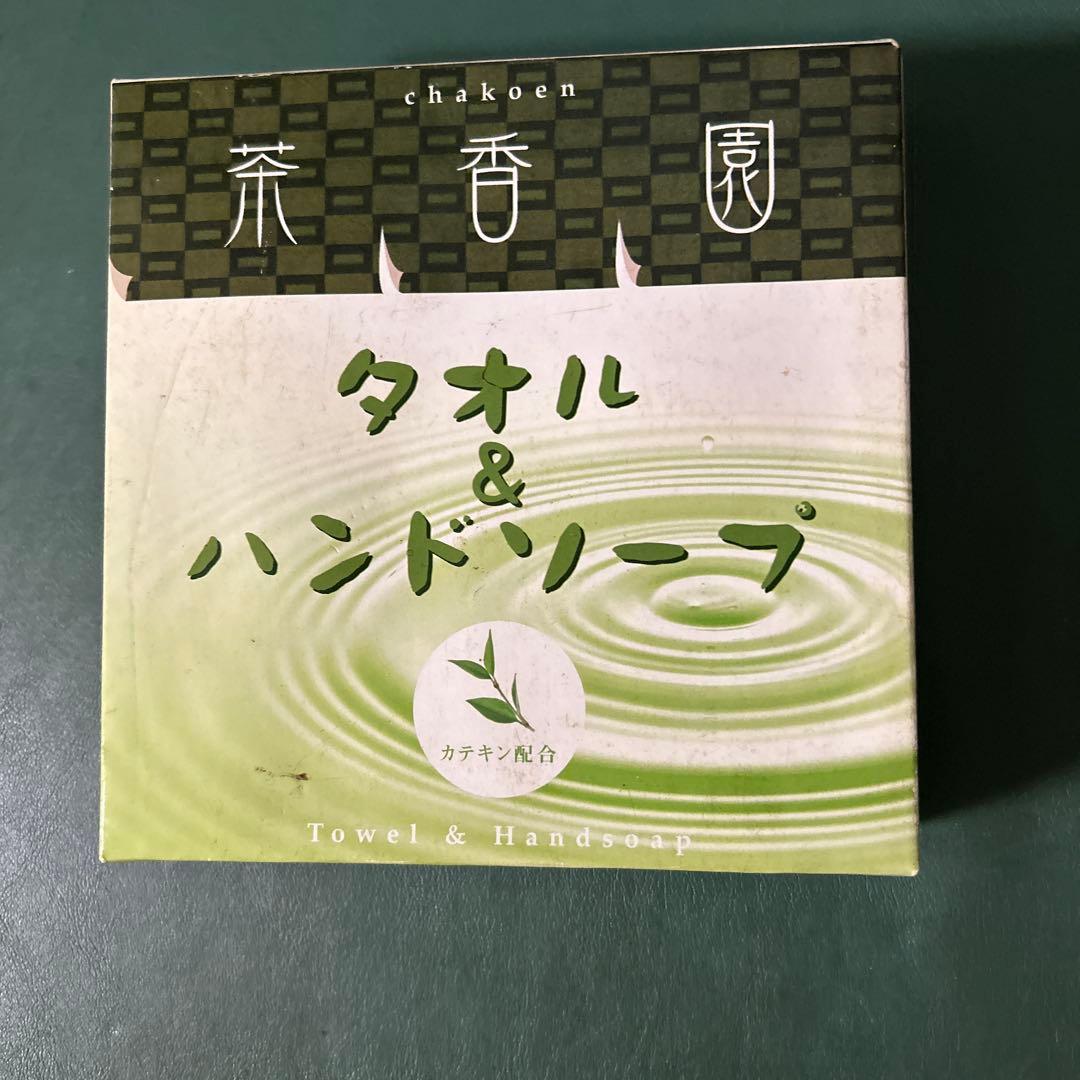 chakoen
茶香園
タオル
&
ハンドソープ
カテキン配合
Towel & Handsoap